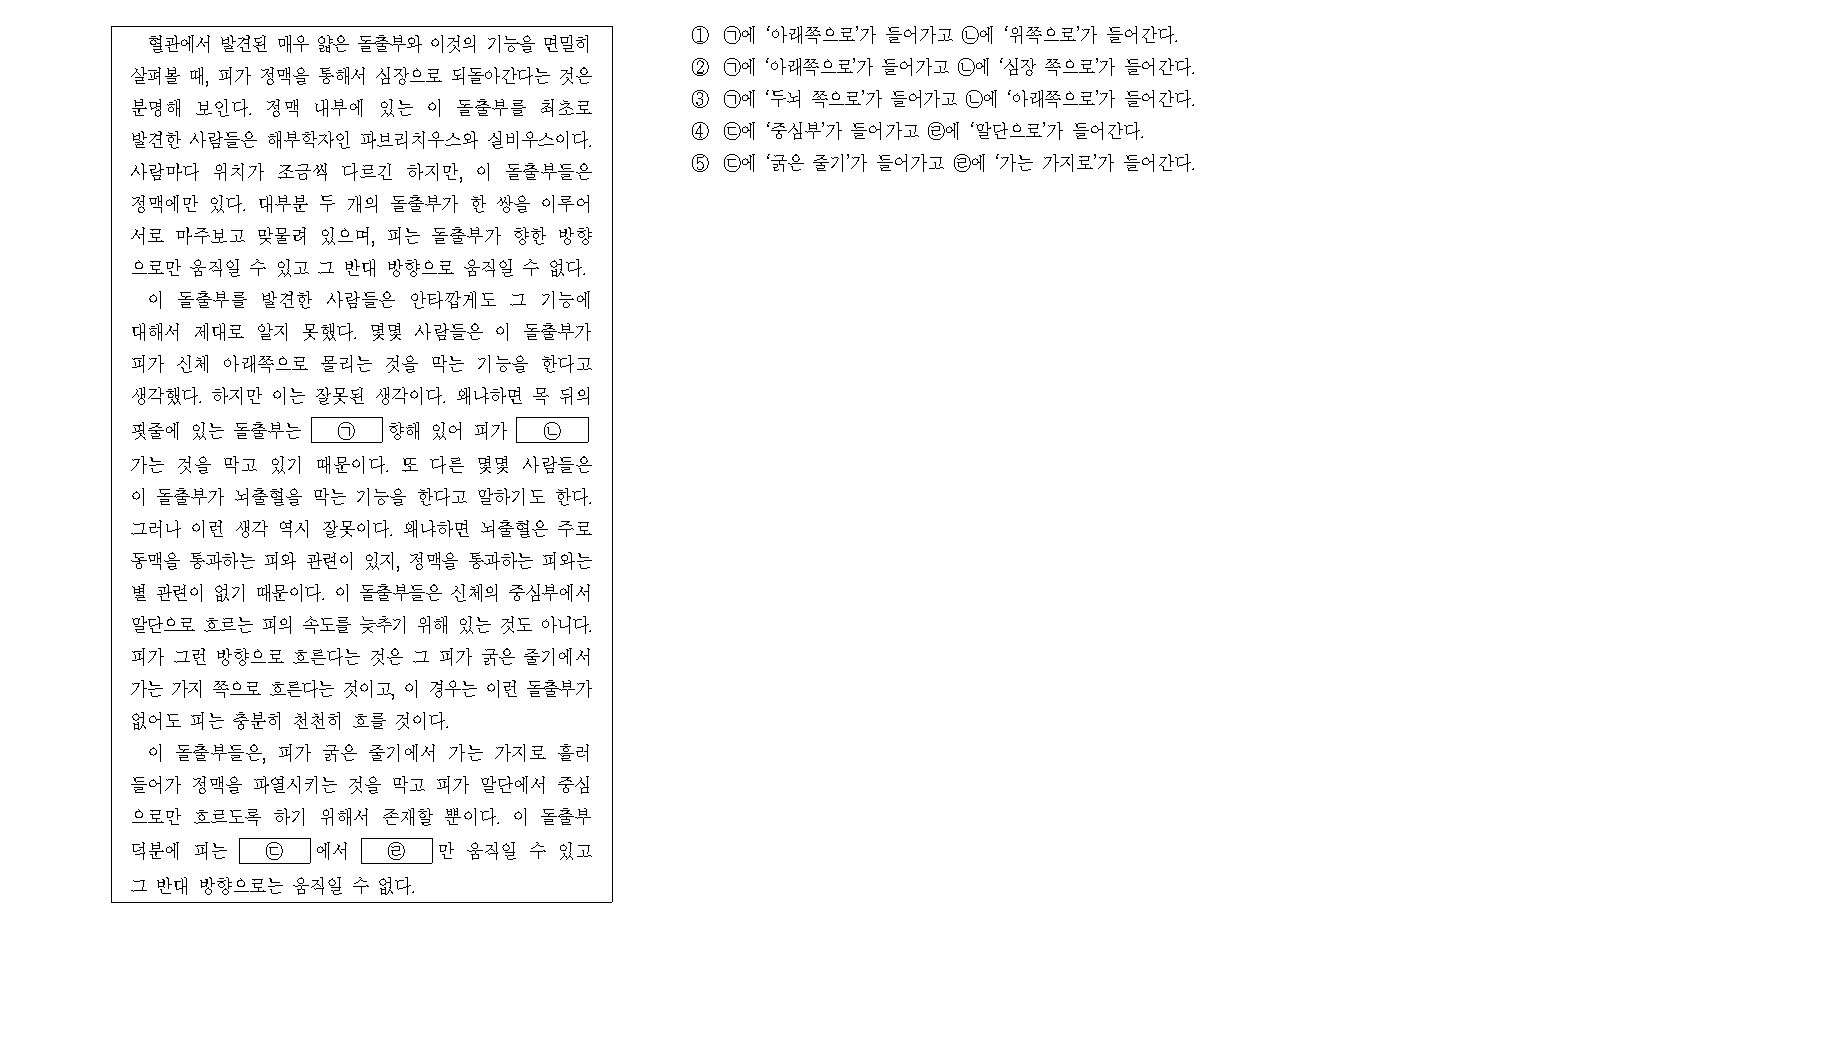 혈관에서 발견된 매우 얇은 돌출부와 이것의 기능을 면밀히
살펴볼 때, 피가 정맥을 통해서 심장으로 되돌아간다는 것은
분명해 보인다. 정맥 내부에 있는 이 돌출부를 최초로
발견한 사람들은 해부학자인 파브리치우스와 실비우스이다.
사람마다 위치가 조금씩 다르긴 하지만, 이 돌출부들은
정맥에만 있다. 대부분 두 개의 돌출부가 한 쌍을 이루어
서로 마주보고 맞물려 있으며, 피는 돌출부가 향한 방향
으로만 움직일 수 있고 그 반대 방향으로 움직일 수 없다.
이 돌출부를 발견한 사람들은 안타깝게도 그 기능에
대해서 제대로 알지 못했다. 몇몇 사람들은 이 돌출부가
피가 신체 아래쪽으로 몰리는 것을 막는 기능을 한다고
생각했다. 하지만 이는 잘못된 생각이다. 왜냐하면 목 뒤의
핏줄에 있는 돌출부는 ㉠ 향해 있어 피가 ㉡
가는 것을 막고 있기 때문이다. 또 다른 몇몇 사람들은
이 돌출부가 뇌출혈을 막는 기능을 한다고 말하기도 한다.
그러나 이런 생각 역시 잘못이다. 왜냐하면 뇌출혈은 주로
동맥을 통과하는 피와 관련이 있지, 정맥을 통과하는 피와는
별 관련이 없기 때문이다. 이 돌출부들은 신체의 중심부에서
말단으로 흐르는 피의 속도를 늦추기 위해 있는 것도 아니다.
피가 그런 방향으로 흐른다는 것은 그 피가 굵은 줄기에서
가는 가지 쪽으로 흐른다는 것이고, 이 경우는 이런 돌출부가
없어도 피는 충분히 천천히 흐를 것이다.
이 돌출부들은, 피가 굵은 줄기에서 가는 가지로 흘러
들어가 정맥을 파열시키는 것을 막고 피가 말단에서 중심
으로만 흐르도록 하기 위해서 존재할 뿐이다. 이 돌출부
덕분에 피는 ㉢ 에서 ㉣ 만 움직일 수 있고
그 반대 방향으로는 움직일 수 없다.
① ㉠에 ‘아래쪽으로’가 들어가고 ㉡에 ‘위쪽으로’가 들어간다.
② ㉠에 ‘아래쪽으로’가 들어가고 ㉡에 ‘심장 쪽으로’가 들어간다.
③ ㉠에 ‘두뇌 쪽으로’가 들어가고 ㉡에 ‘아래쪽으로’가 들어간다.
④ ㉢에 ‘중심부’가 들어가고 ㉣에 ‘말단으로’가 들어간다.
⑤ ㉢에 ‘굵은 줄기’가 들어가고 ㉣에 ‘가는 가지로’가 들어간다.